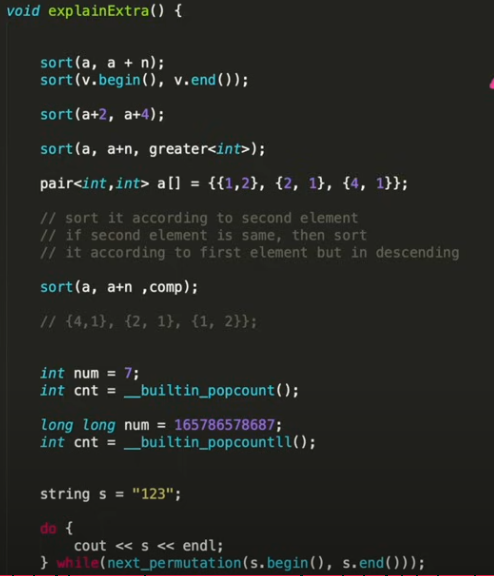 void explainExtra() {
sort(a, a + n);
sort(v.begin(), v.end());
sort(a+2, a+4);
sort(a, a+n, greater<int>);
pair<int,int> a[] = {{1,2}, {2, 1}, {4, 1}};
// sort it according to second element
// if second element is same, then sort
// it according to first element but in descending
sort(a, a+n ,comp);
// {4,1}, {2, 1}, {1, 2}};
int num = 7;
int cnt = __builtin_popcount();
long long num = 165786578687;
int cnt = __builtin_popcountll();
string s = "123";
do {
cout << s << endl;
} while(next_permutation(s.begin(), s.end()));